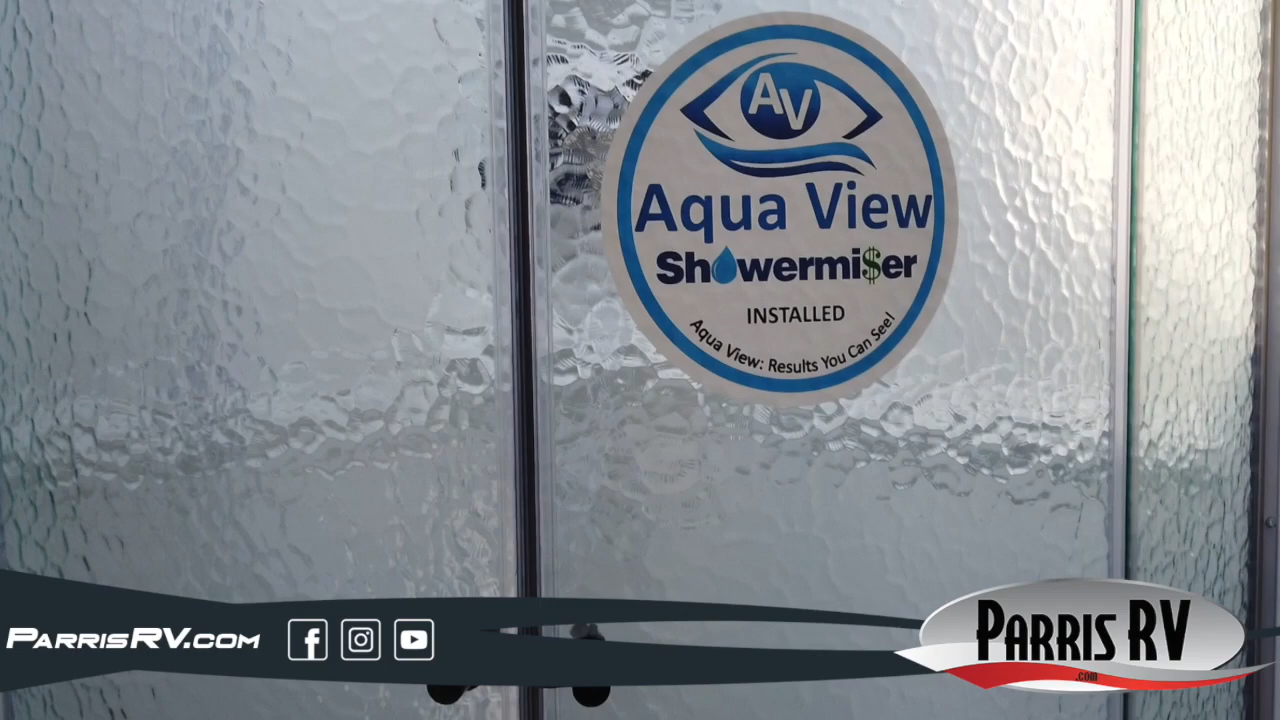 AV
Aqua View
Showermi$er
INSTALLED
Aqua View: Results You Can See!
PARRISRV.COM
PARRIS RV
.com